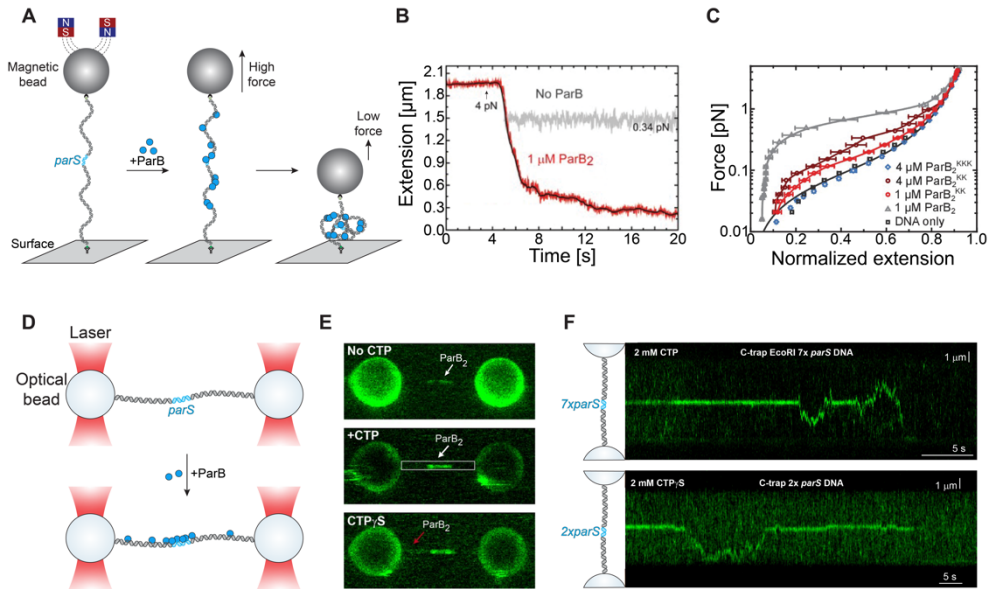 A
N S
S N
Magnetic
bead
High
force
parS
+ParB
Low
force
Surface
B
Extension [µm]
2.1
1.8
1.5
1.2
0.9
0.6
0.3
0.0
4 pN
No ParB
0.34 pN
1 µM ParB2
0 4 8 12 16 20
Time [s]
C
Force [pN]
1
0.1
0.01
4 µM ParB2KKK
4 µM ParB2KK
1 µM ParB2KK
1 µM ParB2
DNA only
0.2 0.4 0.6 0.8 1.0
Normalized extension
D
Laser
Optical
bead
parS
+ParB
E
No CTP
ParB2
+CTP
ParB2
CTPγS
ParB2
F
2 mM CTP C-trap EcoRI 7x parS DNA 1 µm
7xparS
5 s
2 mM CTPγS C-trap 2x parS DNA 1 µm
2xparS
5 s